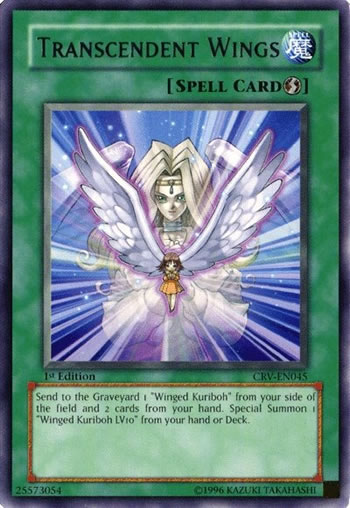 TRANSCENDENT WINGS
SPELL
魔
[SPELL CARD]
1st Edition
CRV-EN045
Send to the Graveyard 1 "Winged Kuriboh" from your side of
the field and 2 cards from your hand. Special Summon 1
"Winged Kuriboh LV10" from your hand or Deck.
25573054
©1996 KAZUKI TAKAHASHI